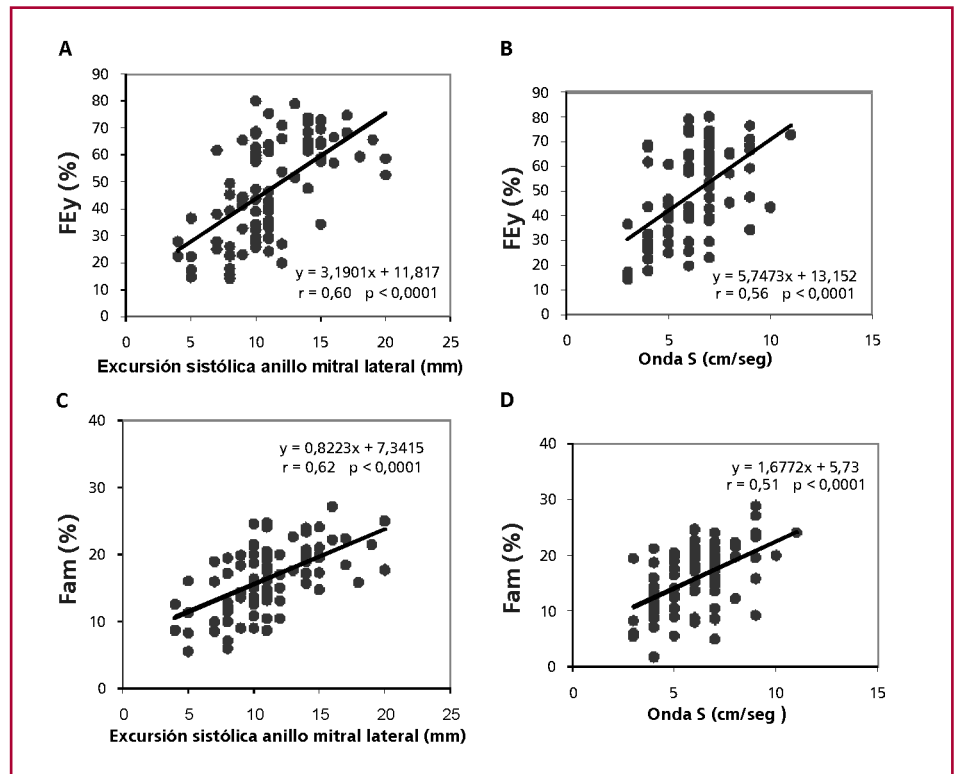 A
90
80
70
60
50
40
30
20
10
0
FEy (%)
y = 3,1901x + 11,817
r = 0,60 p < 0,0001
0 5 10 15 20 25
Excursión sistólica anillo mitral lateral (mm)
B
90
80
70
60
50
40
30
20
10
0
FEy (%)
y = 5,7473x + 13,152
r = 0,56 p < 0,0001
0 5 10 15
Onda S (cm/seg)
C
40
30
20
10
0
Fam (%)
y = 0,8223x + 7,3415
r = 0,62 p < 0,0001
0 5 10 15 20 25
Excursión sistólica anillo mitral lateral (mm)
D
40
30
20
10
0
Fam (%)
y = 1,6772x + 5,73
r = 0,51 p < 0,0001
0 5 10 15
Onda S (cm/seg )